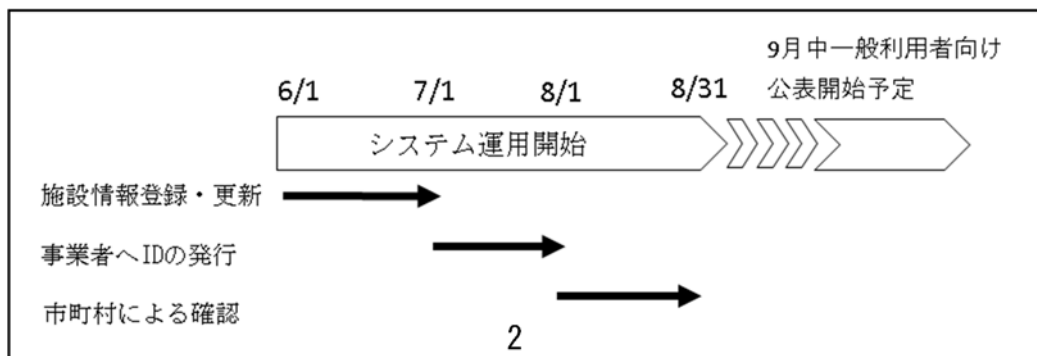 9月中一般利用者向け
公表開始予定
6/1 7/1 8/1 8/31
システム運用開始
施設情報登録・更新
事業者へIDの発行
市町村による確認
2